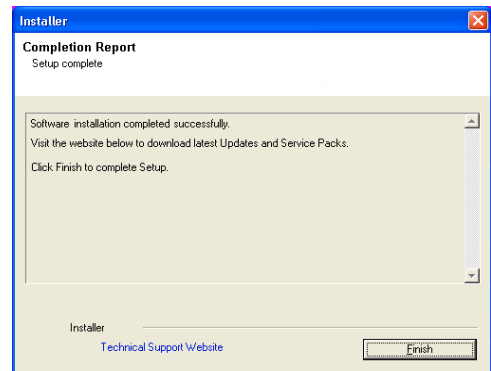 Installer
Completion Report
Setup complete
Software installation completed successfully.
Visit the website below to download latest Updates and Service Packs.
Click Finish to complete Setup.
Installer
Technical Support Website
Finish